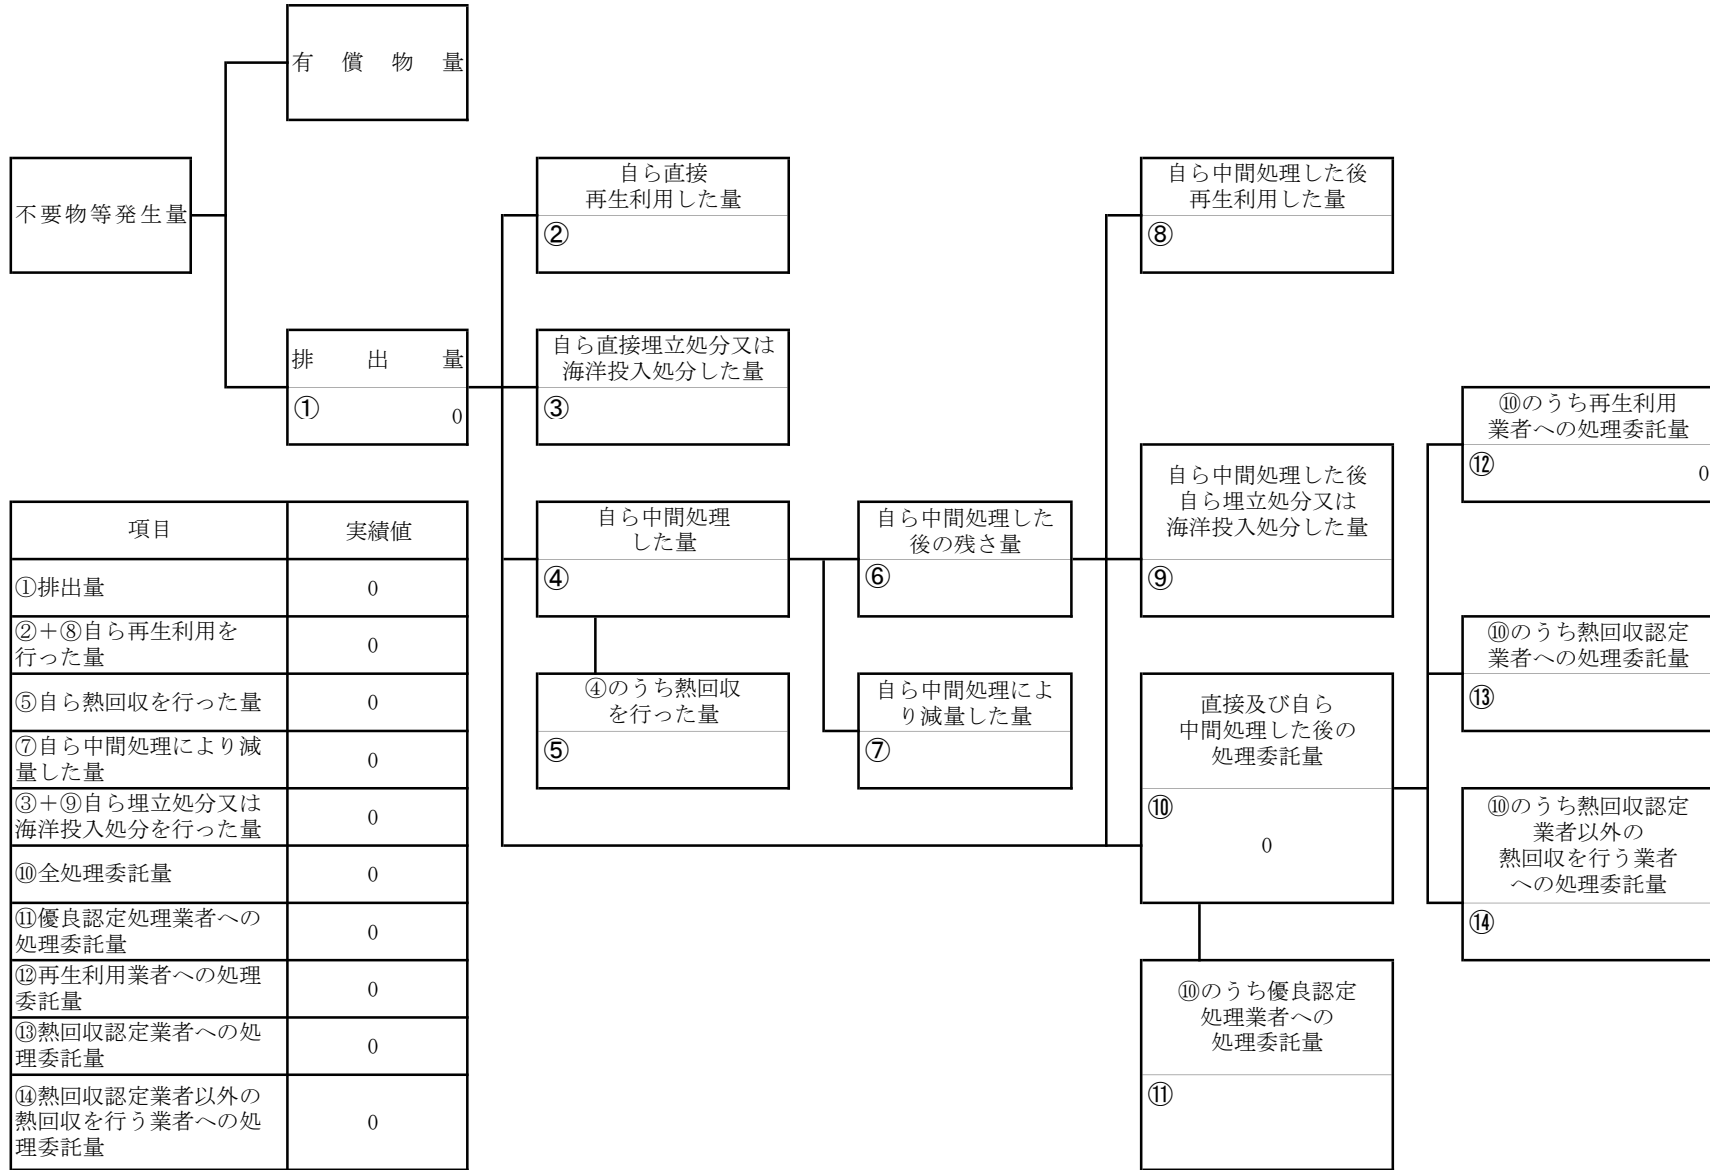 有償物量
不要物等発生量
自ら直接
再生利用した量
②
自ら中間処理した後
再生利用した量
⑧
排出量
①
0
自ら直接埋立処分又は
海洋投入処分した量
③
⑩のうち再生利用
業者への処理委託量
⑫
0
自ら中間処理
した量
④
自ら中間処理した
後の残さ量
⑥
自ら中間処理した後
自ら埋立処分又は
海洋投入処分した量
⑨
⑩のうち熱回収認定
業者への処理委託量
⑬
④のうち熱回収
を行った量
⑤
自ら中間処理によ
り減量した量
⑦
直接及び自ら
中間処理した後の
処理委託量
⑩
0
⑩のうち熱回収認定
業者以外の
熱回収を行う業者
への処理委託量
⑭
⑩のうち優良認定
処理業者への
処理委託量
⑪
項目 実績値
①排出量 0
②＋⑧自ら再生利用を
行った量 0
⑤自ら熱回収を行った量 0
⑦自ら中間処理により減
量した量 0
③＋⑨自ら埋立処分又は
海洋投入処分を行った量 0
⑩全処理委託量 0
⑪優良認定処理業者への
処理委託量 0
⑫再生利用業者への処理
委託量 0
⑬熱回収認定業者への処
理委託量 0
⑭熱回収認定業者以外の
熱回収を行う業者への処 0
理委託量